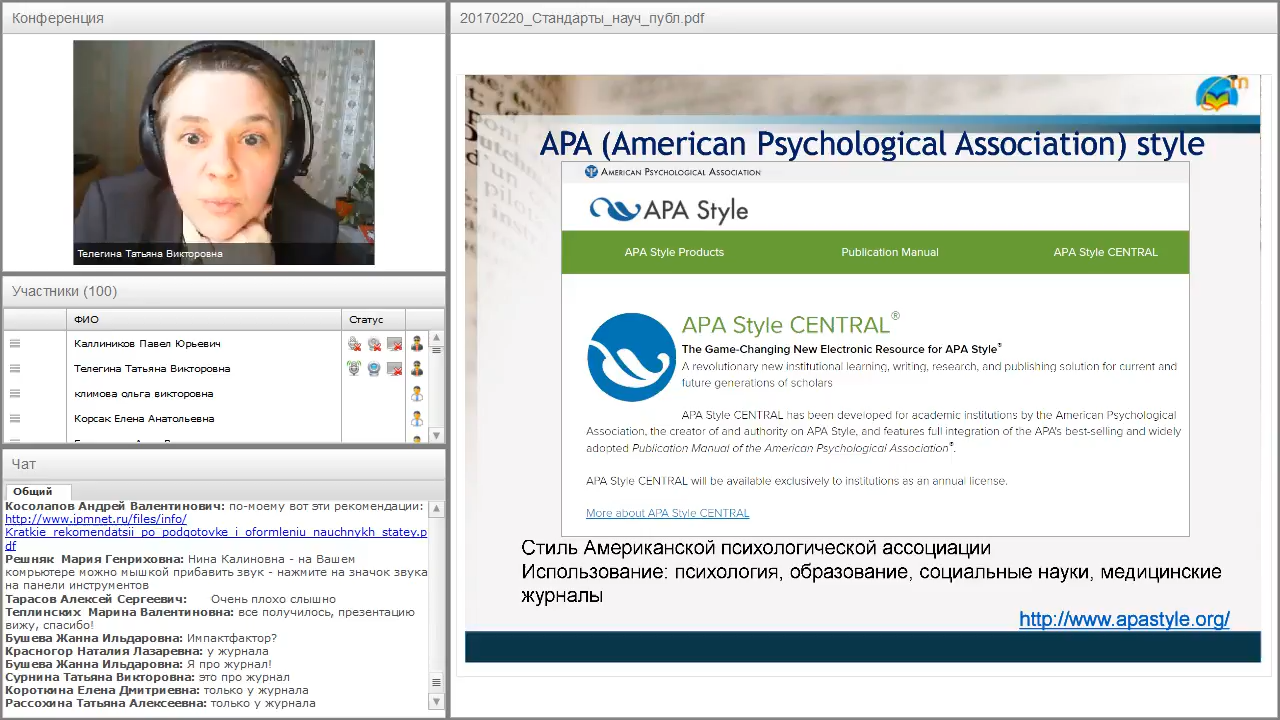 Конференция
Телегина Татьяна Викторовна
Участники (100)
ФИО
Статус
Каллиников Павел Юрьевич
Телегина Татьяна Викторовна
климова ольга викторовна
Корсак Елена Анатольевна
Чат
Общий
Косолапов Андрей Валентинович: по-моему вот эти рекомендации:
http://www.ipmnet.ru/files/info/
Kratkie_rekomendatsii_po_podgotovke_i_oformleniu_nauchnykh_statey.p
df
Решняк Мария Генриховна: Нина Калиновна - на Вашем
компьютере можно мышкой прибавить звук - нажмите на значок звука
на панели инструментов
Тарасов Алексей Сергеевич: Очень плохо слышно
Теплинских Марина Валентиновна: все получилось, презентацию
вижу, спасибо!
Бушева Жанна Ильдаровна: Импактфактор?
Красногор Наталия Лазаревна: у журнала
Бушева Жанна Ильдаровна: Я про журнал!
Сурнина Татьяна Викторовна: это про журнал
Короткина Елена Дмитриевна: только у журнала
Рассохина Татьяна Алексеевна: только у журнала
20170220_Стандарты_науч_публ.pdf
APA (American Psychological Association) style
AMERICAN PSYCHOLOGICAL ASSOCIATION
APA Style
APA Style Products
Publication Manual
APA Style CENTRAL
APA Style CENTRAL®
The Game-Changing New Electronic Resource for APA Style®
A revolutionary new institutional learning, writing, research, and publishing solution for current and
future generations of scholars
APA Style CENTRAL has been developed for academic institutions by the American Psychological
Association, the creator of and authority on APA Style, and features full integration of the APA's best-selling and widely
adopted Publication Manual of the American Psychological Association®.
APA Style CENTRAL will be available exclusively to institutions as an annual license.
More about APA Style CENTRAL
Стиль Американской психологической ассоциации
Использование: психология, образование, социальные науки, медицинские
журналы
http://www.apastyle.org/